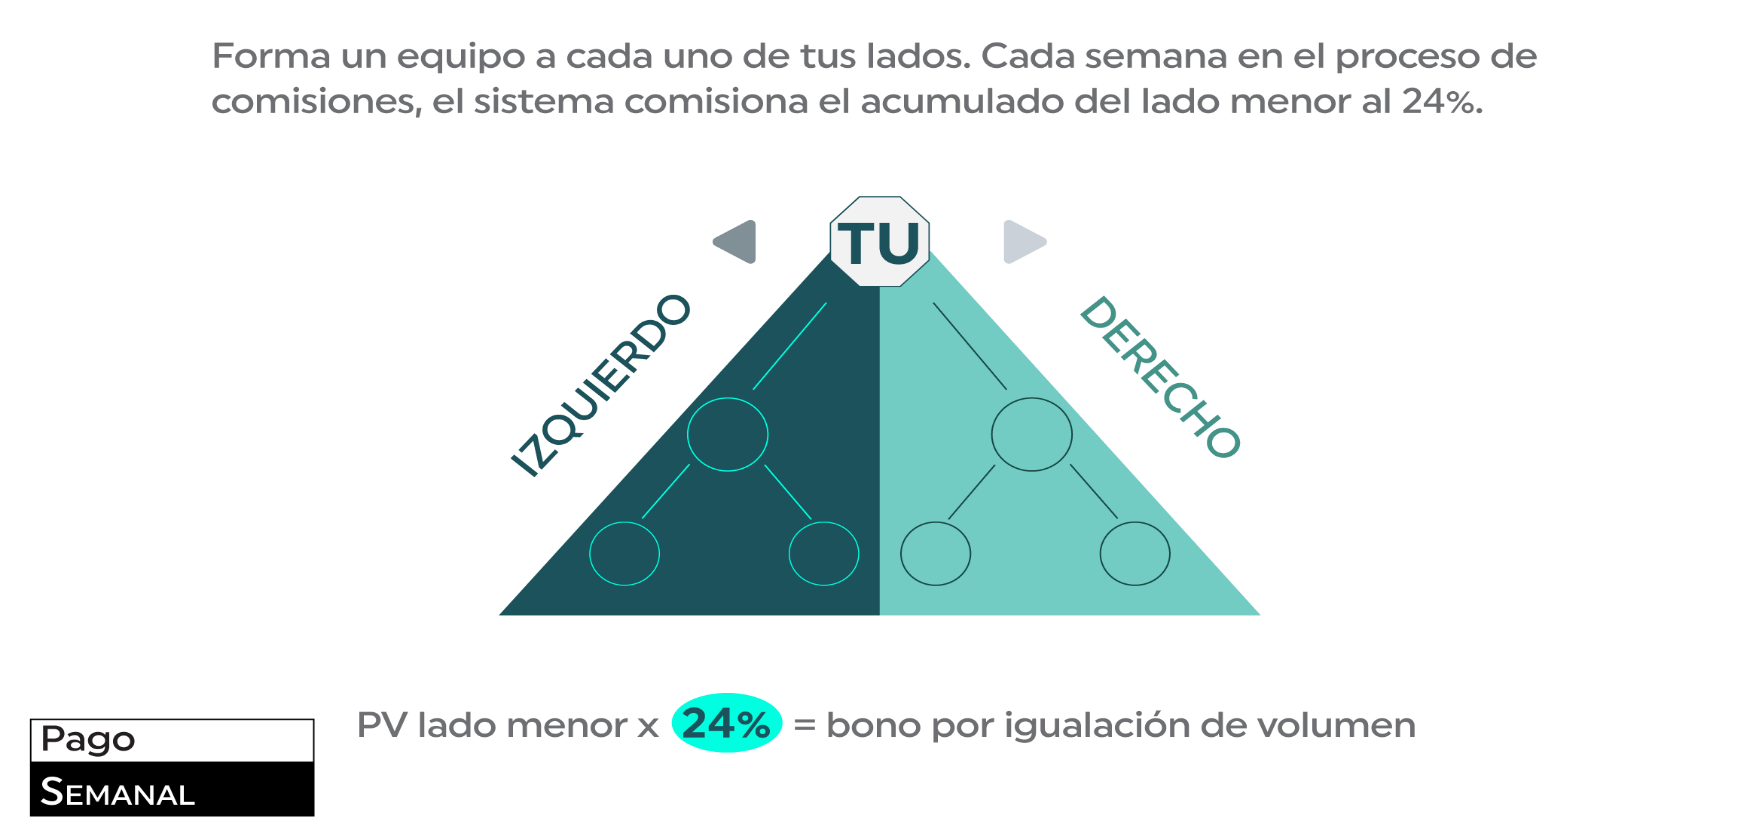 Forma un equipo a cada uno de tus lados. Cada semana en el proceso de
comisiones, el sistema comisiona el acumulado del lado menor al 24%.
TU
IZQUIERDO
DERECHO
PV lado menor x 24% = bono por igualación de volumen
Pago
SEMANAL